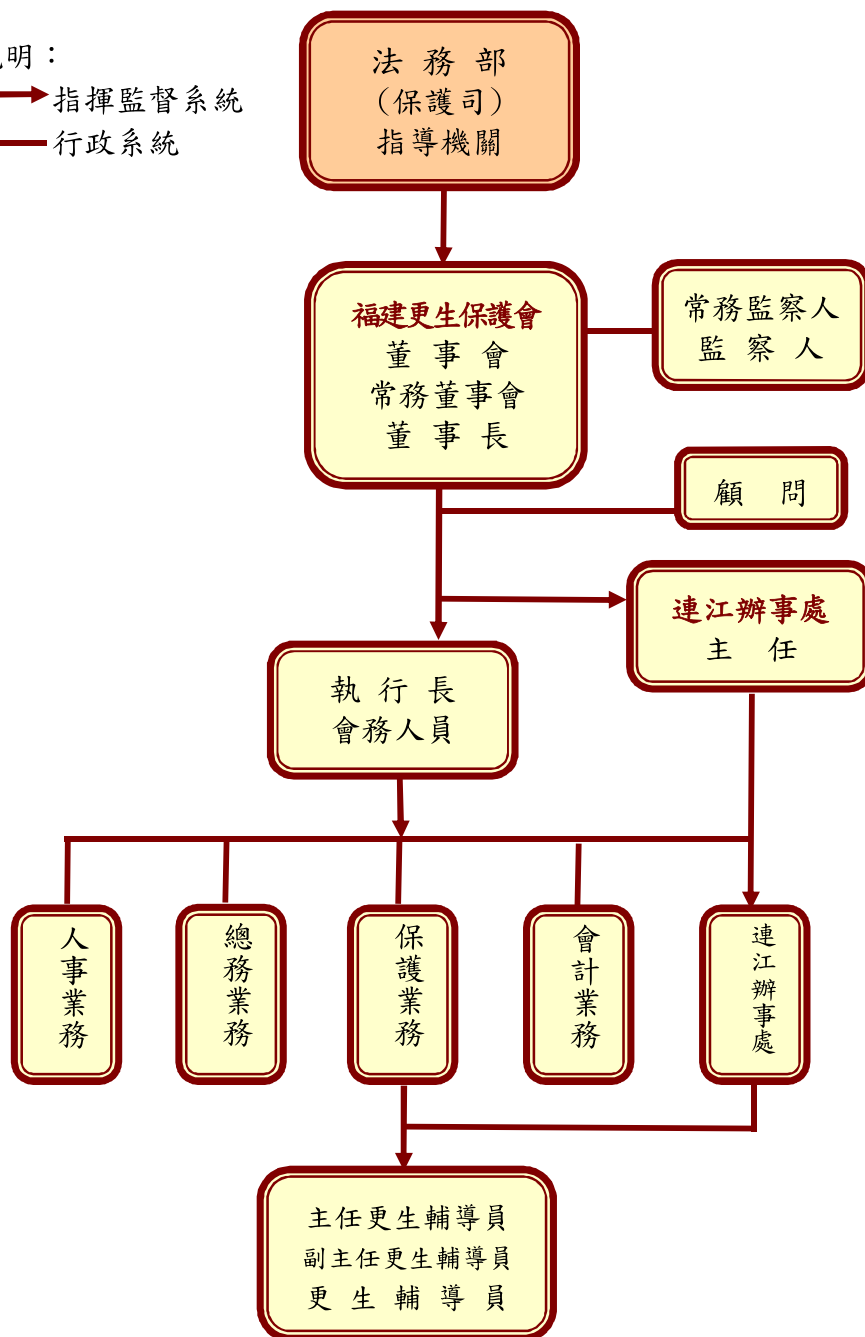 明：
指揮監督系統
行政系統
法務部
(保護司)
指導機關
福建更生保護會
董事會
常務董事會
董事長
常務監察人
監察人
顧問
連江辦事處
主任
執行長
會務人員
人事業務
總務業務
保護業務
會計業務
連江辦事處
主任更生輔導員
副主任更生輔導員
更生輔導員